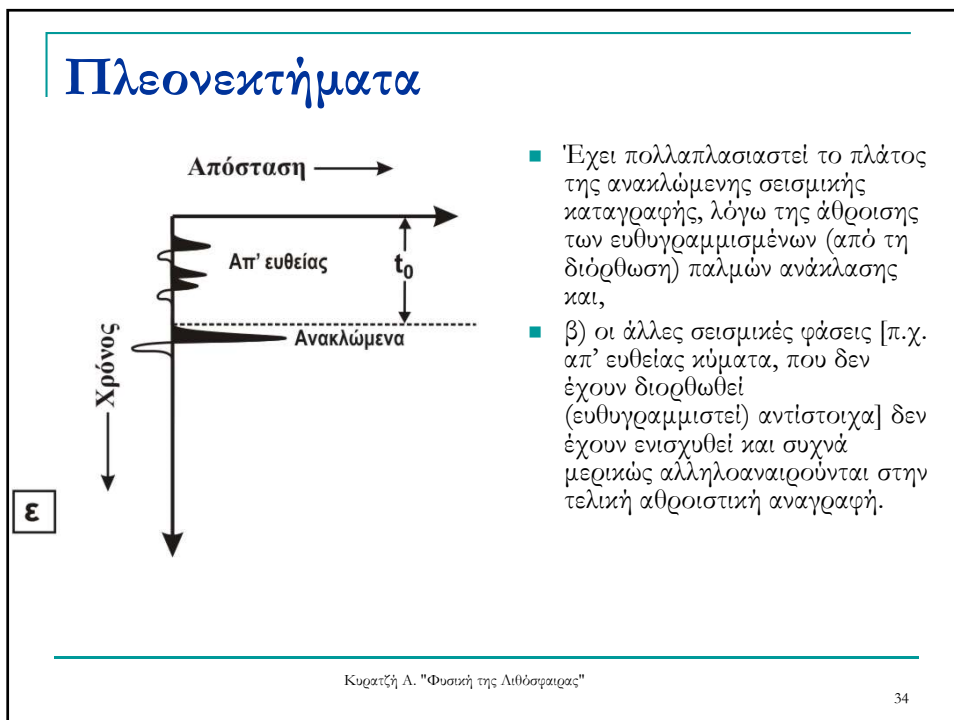 Πλεονεκτήματα
Απόσταση
Απ’ ευθείας
t0
Ανακλώμενα
Χρόνος
ε
Έχει πολλαπλασιαστεί το πλάτος
της ανακλώμενης σεισμικής
καταγραφής, λόγω της άθροισης
των ευθυγραμμισμένων (από τη
διόρθωση) παλμών ανάκλασης
και,
β) οι άλλες σεισμικές φάσεις [π.χ.
απ’ ευθείας κύματα, που δεν
έχουν διορθωθεί
(ευθυγραμμιστεί) αντίστοιχα] δεν
έχουν ενισχυθεί και συχνά
μερικώς αλληλοαναιρούνται στην
τελική αθροιστική αναγραφή.
Κυρατζή Α. "Φυσική της Λιθόσφαιρας"
34